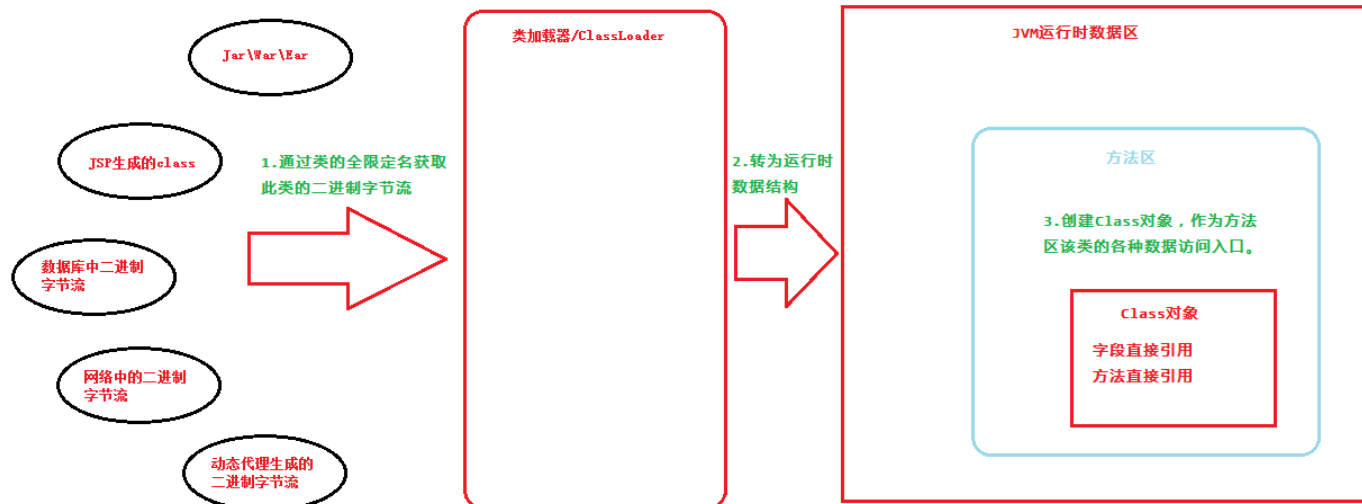 Jar\War\Ear
JSP生成的class
数据库中二进制
字节流
网络中的二进制
字节流
动态代理生成的
二进制字节流
1.通过类的全限定名获取
此类的二进制字节流
类加载器/ClassLoader
2.转为运行时
数据结构
JVM运行时数据区
方法区
3.创建Class对象，作为方法
区该类的各种数据访问入口。
Class对象
字段直接引用
方法直接引用